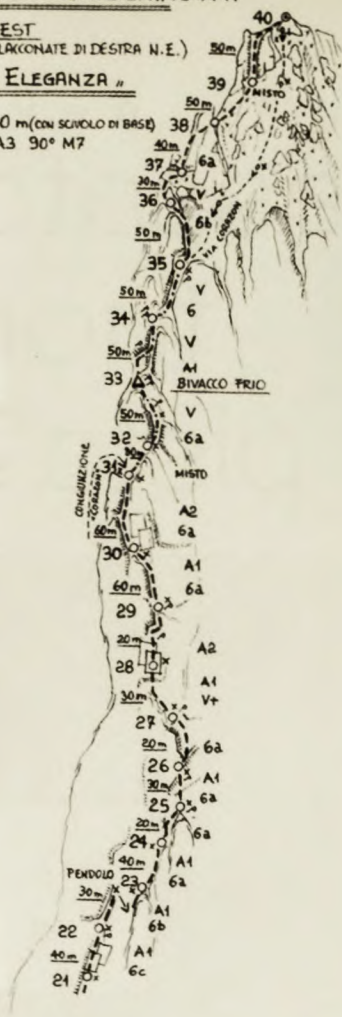 EST
LACCONATE DI DESTRA N.E.)
ELEGANZA "
0 m (CON SCIVOLO DI BASE)
A3 90° M7
40
50m
39
MISTO
50m
38
40m
37
6a
30m
V
36
6b
VIA CORAZON
50m
35
V
50m
6
34
V
50m
A1
33
BIVACCO FRIO
V
50m
6a
32
30m
31
MISTO
CONGIUNZIONE
"CORAZON"
A2
60m
6a
30
A1
60m
6a
29
20m
A2
28
A1
30m
V+
27
20m
6a
26
A1
30m
6a
25
6a
20m
24
A1
40m
6a
PENDOLO
23
30m
A1
6b
22
A1
40m
6c
21